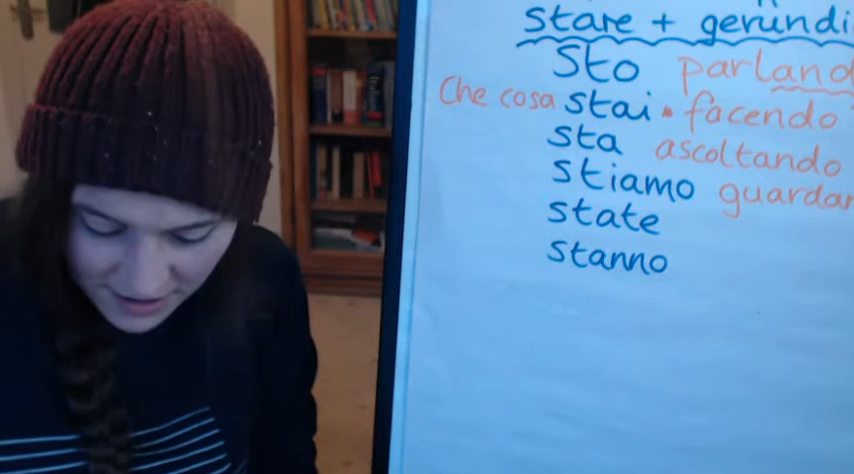 stare + gerundi
sto parland
Che cosa stai facendo
sta ascoltando
stiamo guardan
state
stanno